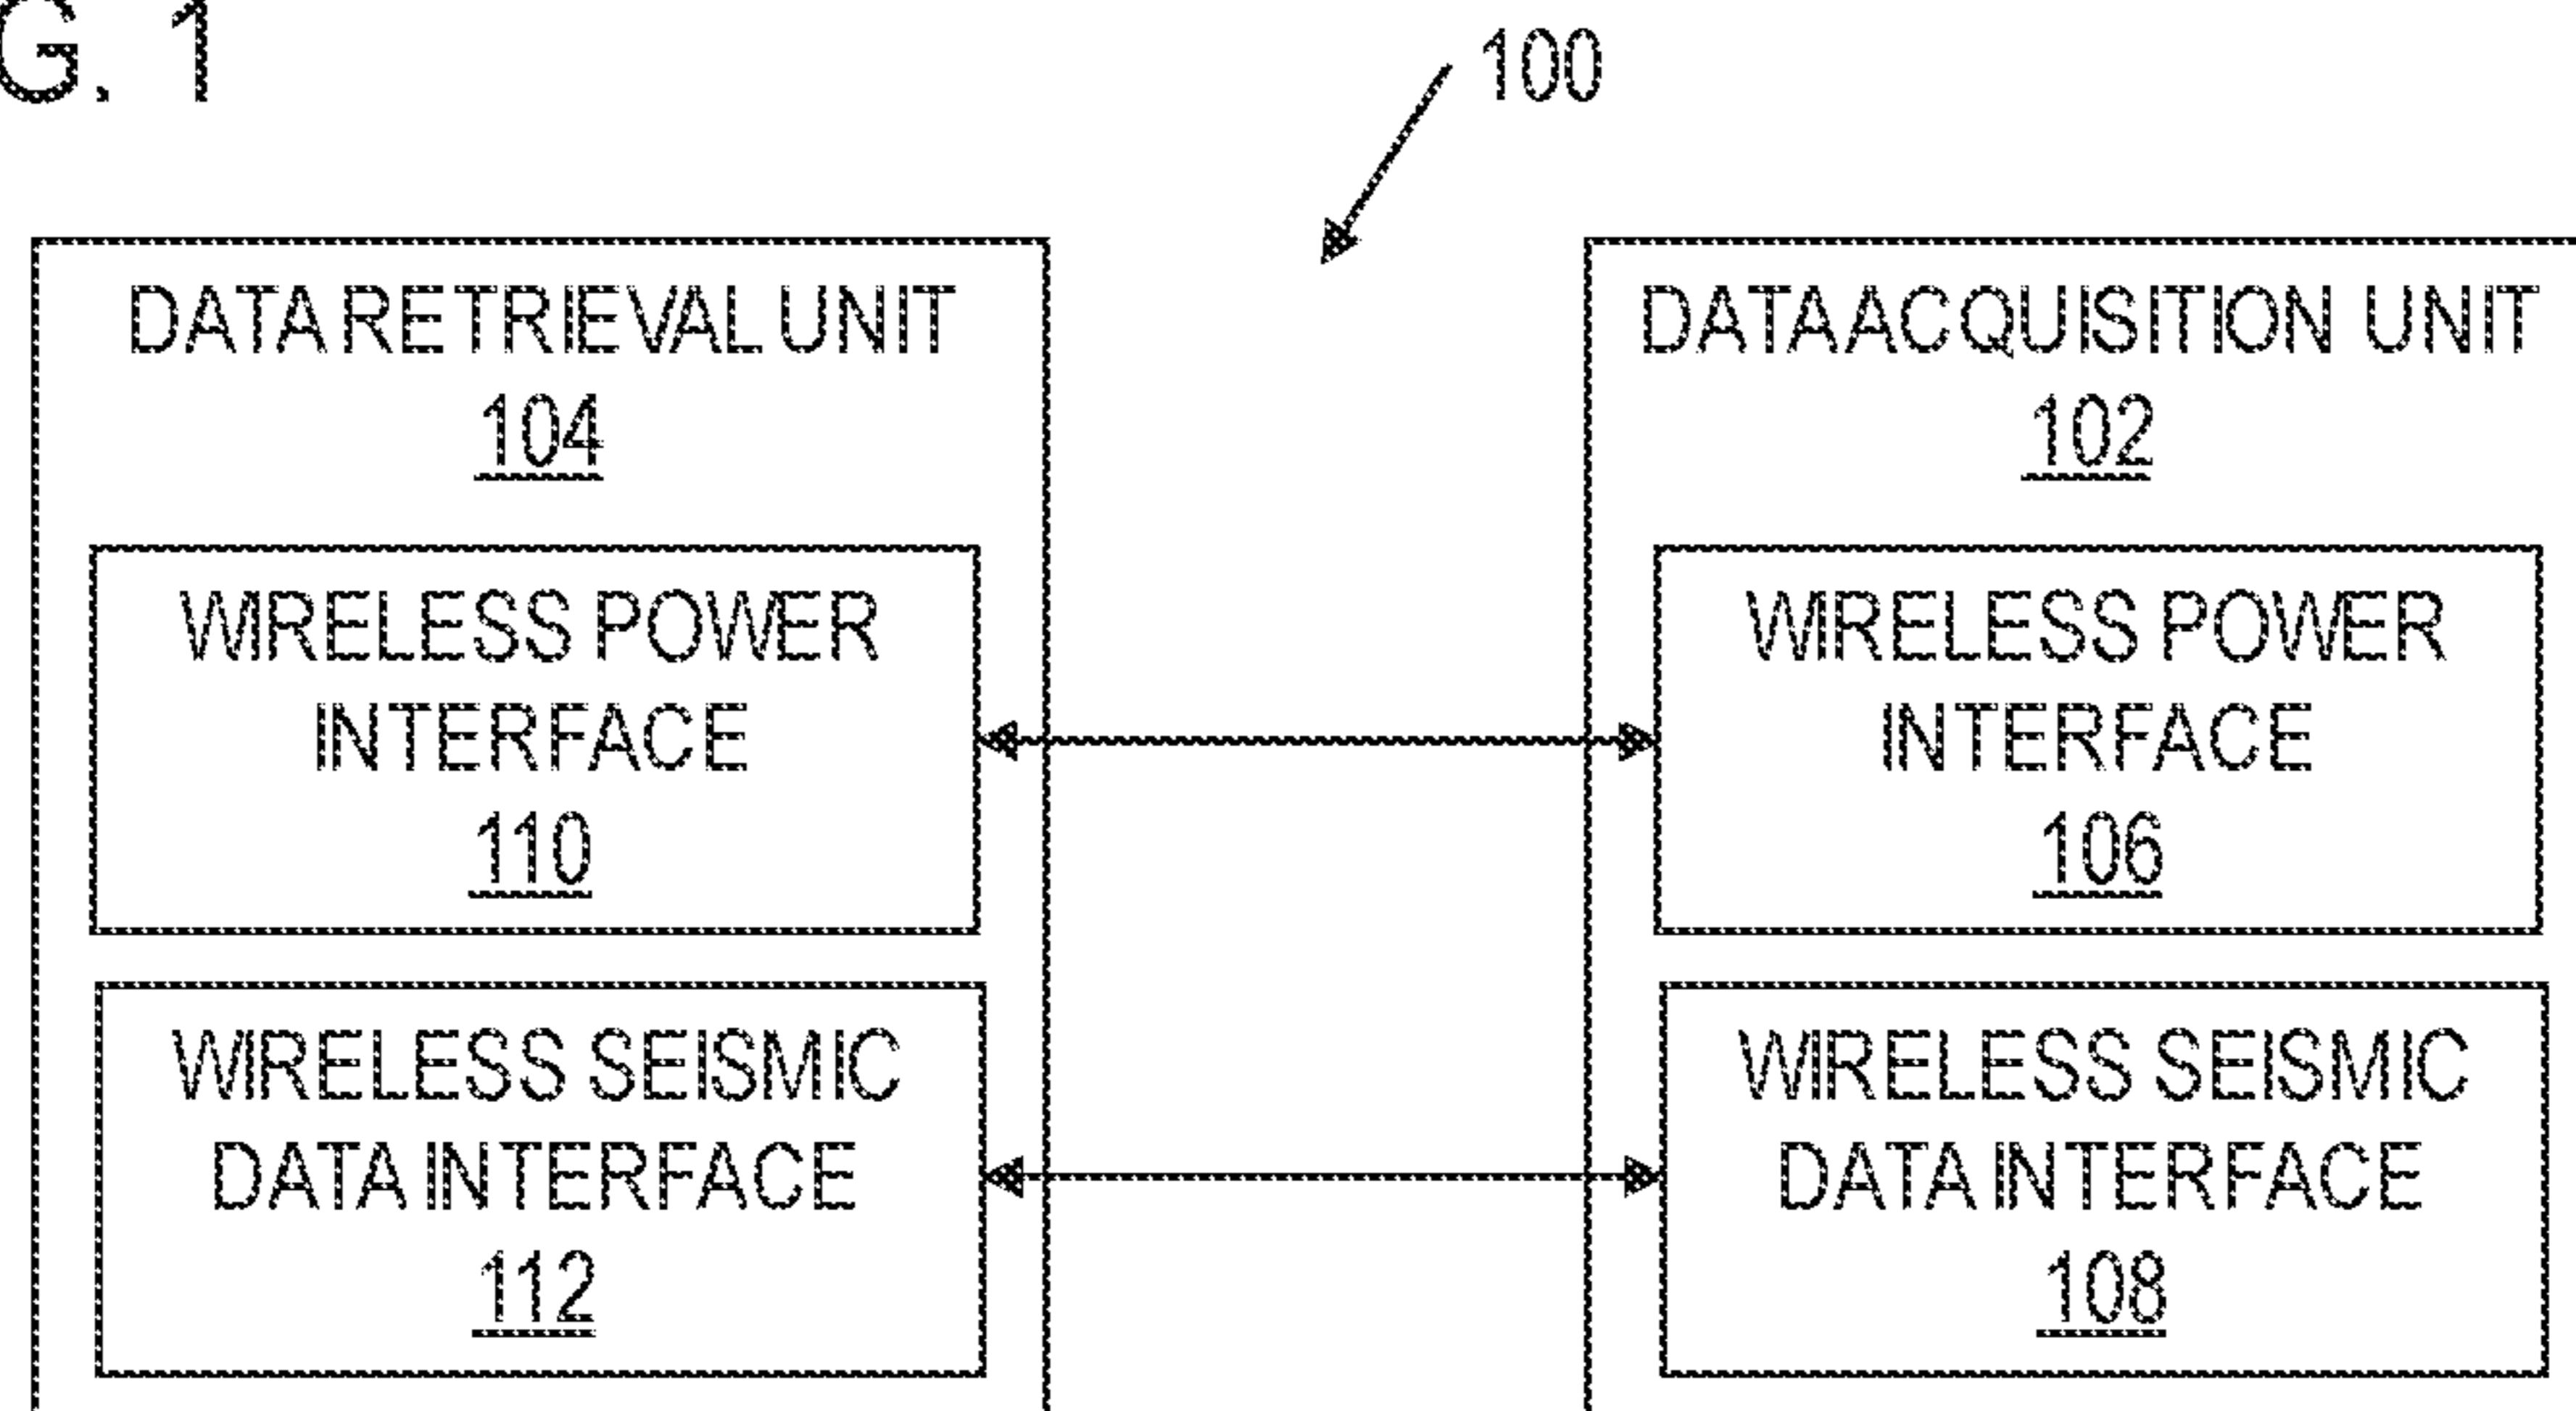 G. 1
100
DATA RETRIEVAL UNIT
104
WIRELESS POWER
INTERFACE
110
WIRELESS SEISMIC
DATA INTERFACE
112
DATA ACQUISITION UNIT
102
WIRELESS POWER
INTERFACE
106
WIRELESS SEISMIC
DATA INTERFACE
108